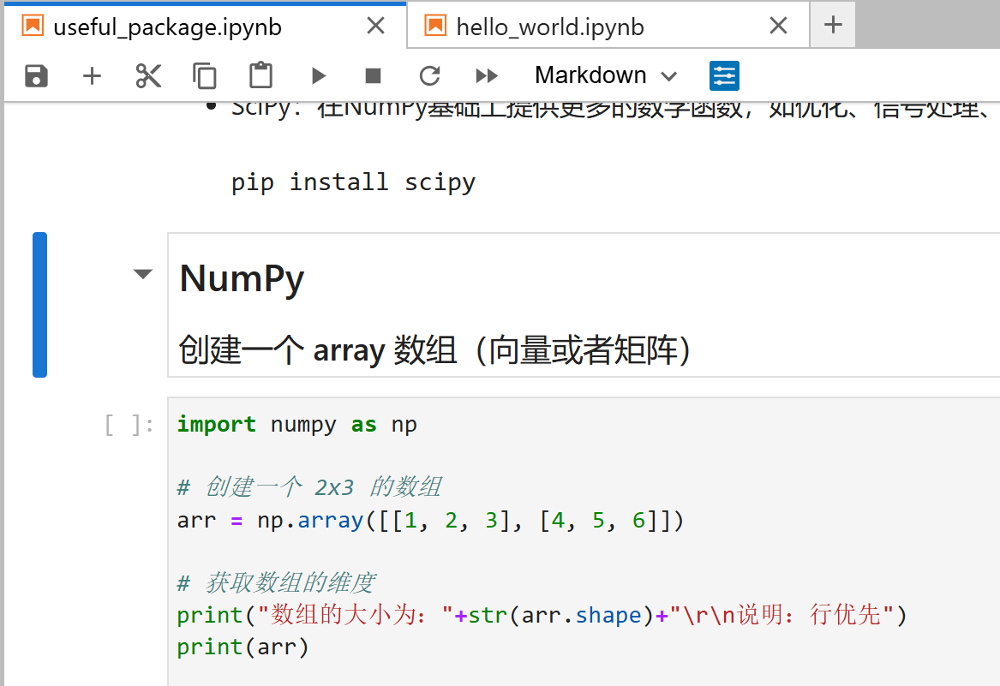 useful_package.ipynb
hello_world.ipynb
Markdown
SciPy：在NumPy基础上提供更多的数学函数，如优化、信号处理、
pip install scipy
NumPy
创建一个 array 数组（向量或者矩阵）
[ ]:
import numpy as np
# 创建一个 2x3 的数组
arr = np.array([[1, 2, 3], [4, 5, 6]])
# 获取数组的维度
print("数组的大小为："+str(arr.shape)+"\r\n说明：行优先")
print(arr)